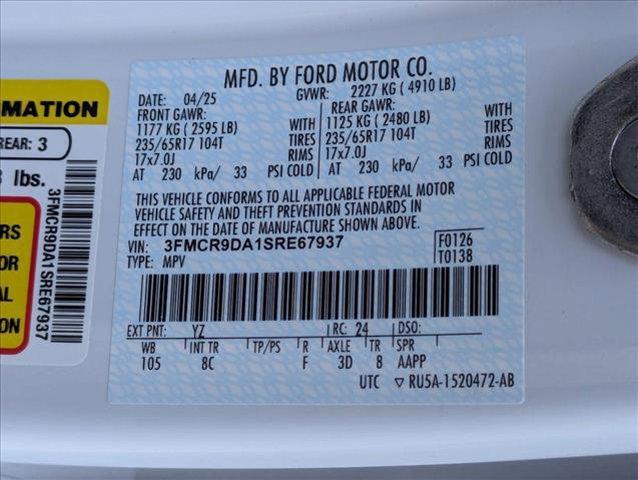 MATION
REAR: 3
lbs.
RS
OR
AL
ON
3FMCR9DA1SRE67937
MFD. BY FORD MOTOR CO.
DATE: 04/25 GVWR: 2227 KG ( 4910 LB)
FRONT GAWR: REAR GAWR:
1177 KG ( 2595 LB) WITH 1125 KG ( 2480 LB) WITH
235/65R17 104T TIRES 235/65R17 104T TIRES
17x7.0J RIMS 17x7.0J RIMS
AT 230 kPa/ 33 PSI COLD AT 230 kPa/ 33 PSI COLD
THIS VEHICLE CONFORMS TO ALL APPLICABLE FEDERAL MOTOR
VEHICLE SAFETY AND THEFT PREVENTION STANDARDS IN
EFFECT ON THE DATE OF MANUFACTURE SHOWN ABOVE.
VIN: 3FMCR9DA1SRE67937 F0126
TYPE: MPV T0138
EXT PNT: YZ RC: 24 DSO:
WB INT TR TP/PS R AXLE TR SPR
105 8C F 3D 8 AAPP
UTC ▽ RU5A-1520472-AB